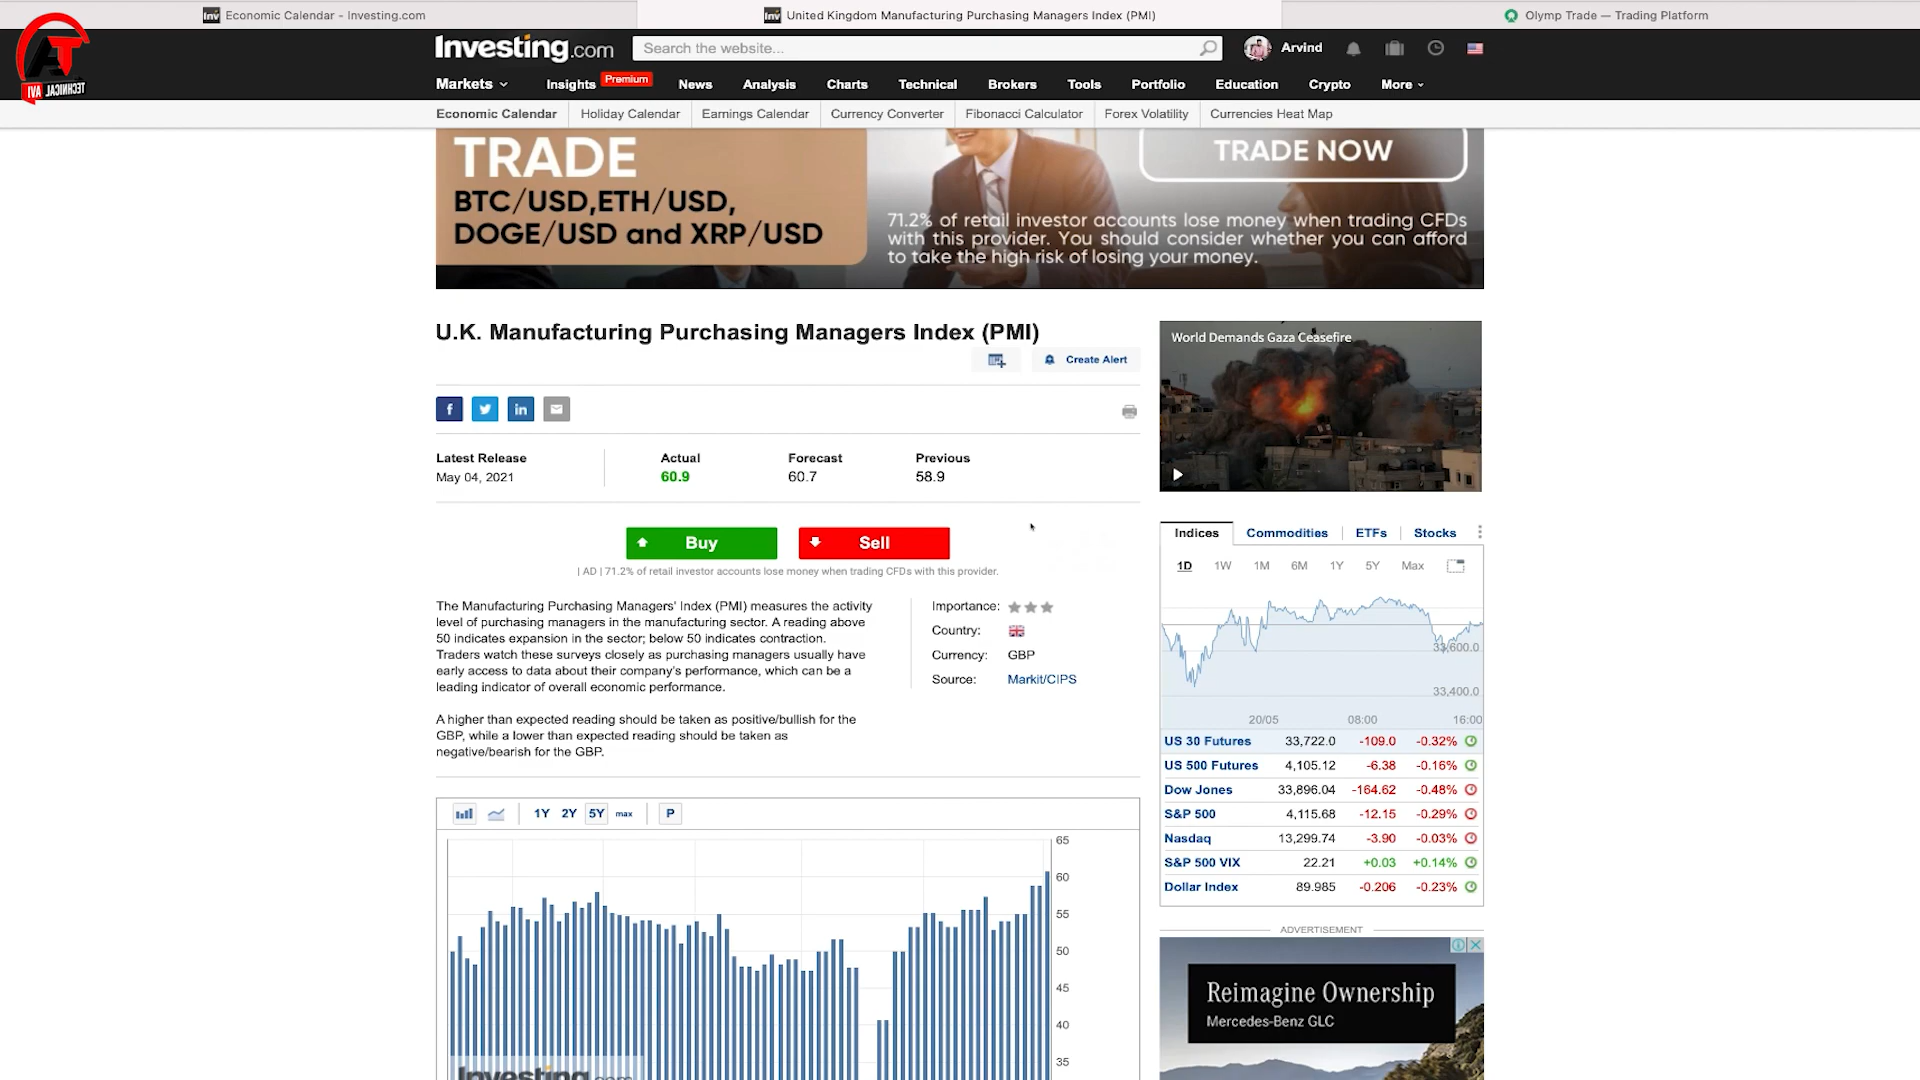 Economic Calendar - Investing.com
United Kingdom Manufacturing Purchasing Managers Index (PMI)
Olymp Trade — Trading Platform
AT
TECHNICAL AVI
Investing.com
Search the website...
Arvind
Markets
Insights
Premium
News
Analysis
Charts
Technical
Brokers
Tools
Portfolio
Education
Crypto
More
Economic Calendar
Holiday Calendar
Earnings Calendar
Currency Converter
Fibonacci Calculator
Forex Volatility
Currencies Heat Map
TRADE
BTC/USD,ETH/USD,
DOGE/USD and XRP/USD
TRADE NOW
71.2% of retail investor accounts lose money when trading CFDs
with this provider. You should consider whether you can afford
to take the high risk of losing your money.
U.K. Manufacturing Purchasing Managers Index (PMI)
Create Alert
Latest Release
May 04, 2021
Actual
60.9
Forecast
60.7
Previous
58.9
Buy
Sell
| AD | 71.2% of retail investor accounts lose money when trading CFDs with this provider.
The Manufacturing Purchasing Managers' Index (PMI) measures the activity
level of purchasing managers in the manufacturing sector. A reading above
50 indicates expansion in the sector; below 50 indicates contraction.
Traders watch these surveys closely as purchasing managers usually have
early access to data about their company's performance, which can be a
leading indicator of overall economic performance.
A higher than expected reading should be taken as positive/bullish for the
GBP, while a lower than expected reading should be taken as
negative/bearish for the GBP.
Importance:
Country:
Currency: GBP
Source: Markit/CIPS
1Y 2Y 5Y max P
65
60
55
50
45
40
35
Investing.com
World Demands Gaza Ceasefire
Indices
Commodities
ETFs
Stocks
1D 1W 1M 6M 1Y 5Y Max
33,600.0
33,400.0
20/05 08:00 16:00
US 30 Futures 33,722.0 -109.0 -0.32%
US 500 Futures 4,105.12 -6.38 -0.16%
Dow Jones 33,896.04 -164.62 -0.48%
S&P 500 4,115.68 -12.15 -0.29%
Nasdaq 13,299.74 -3.90 -0.03%
S&P 500 VIX 22.21 +0.03 +0.14%
Dollar Index 89.985 -0.206 -0.23%
ADVERTISEMENT
Reimagine Ownership
Mercedes-Benz GLC